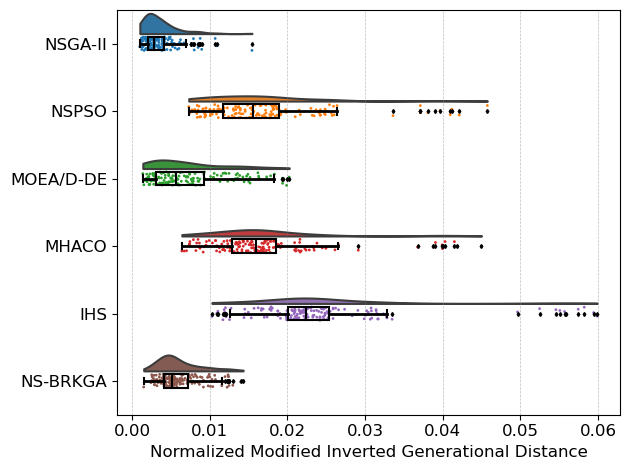 NSGA-II
NSPSO
MOEA/D-DE
MHACO
IHS
NS-BRKGA
0.00 0.01 0.02 0.03 0.04 0.05 0.06
Normalized Modified Inverted Generational Distance